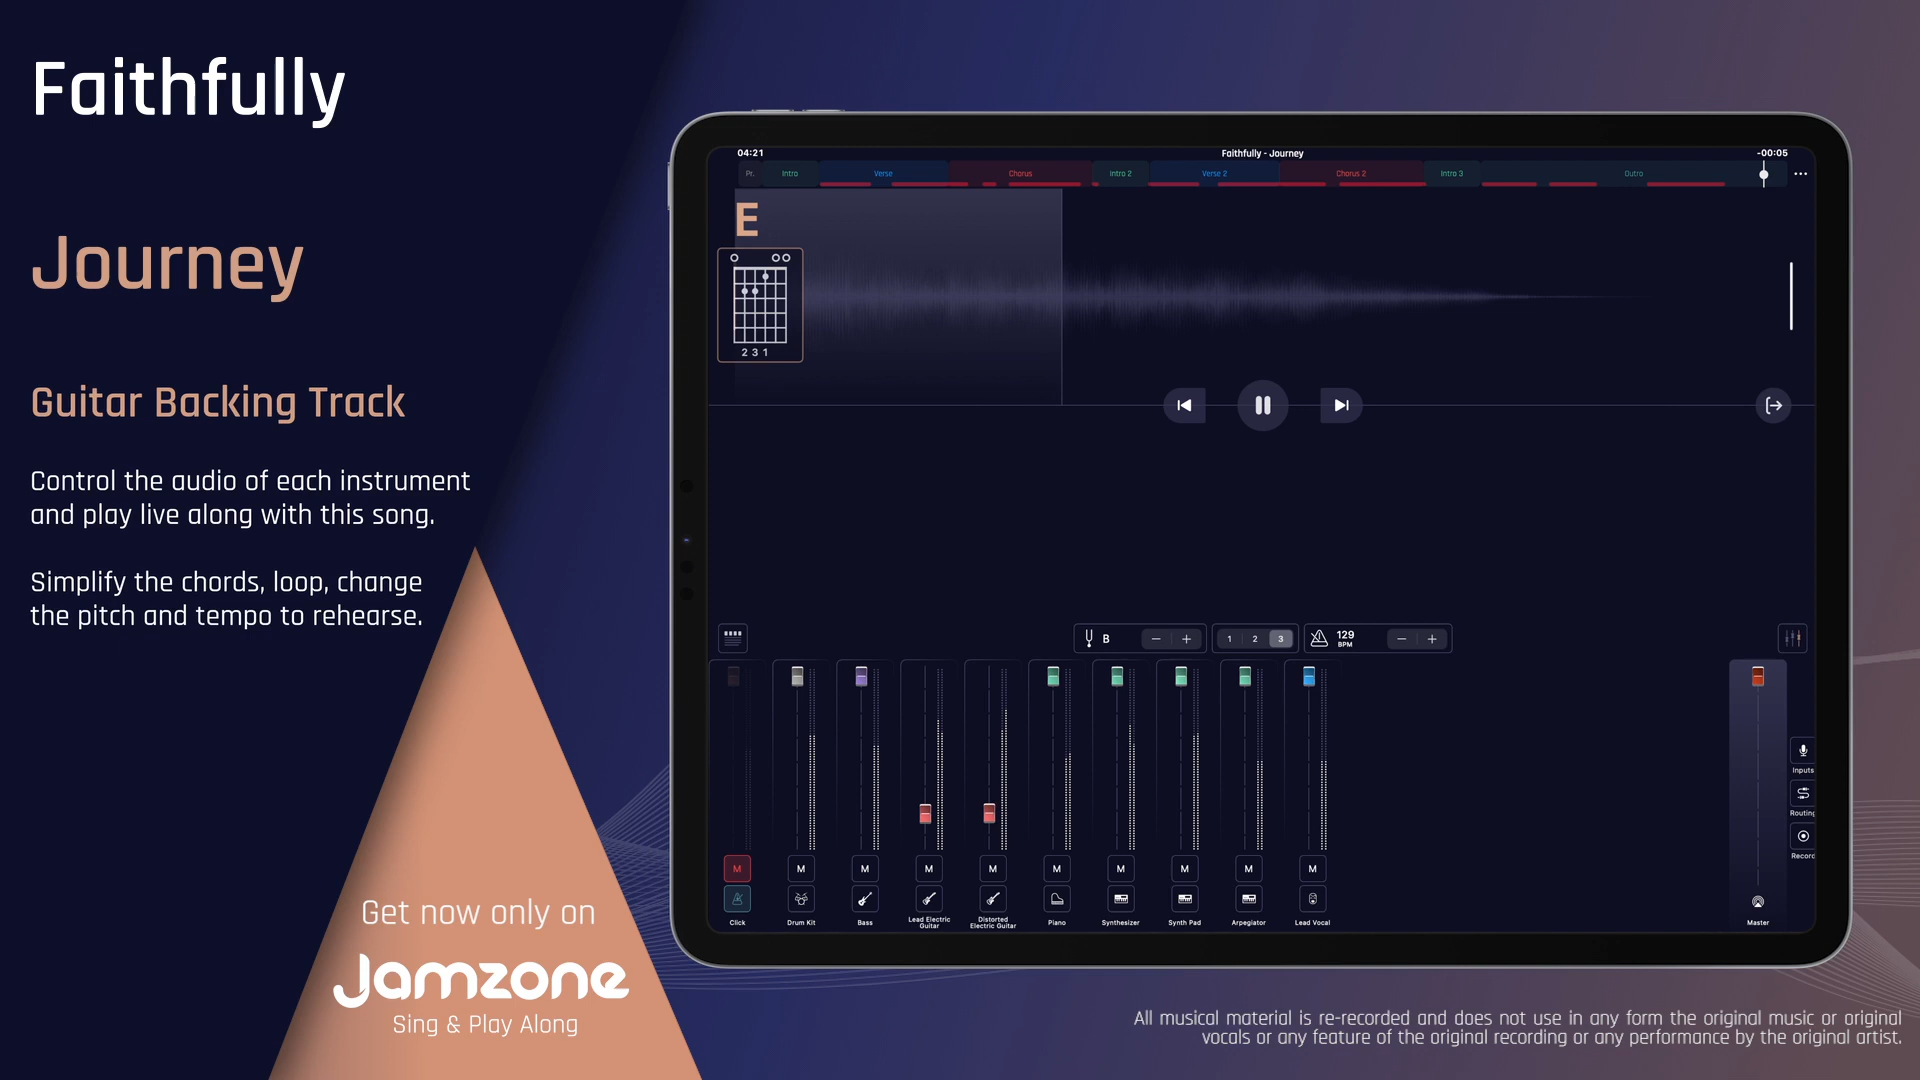 Faithfully
Journey
Guitar Backing Track
Control the audio of each instrument
and play live along with this song.
Simplify the chords, loop, change
the pitch and tempo to rehearse.
Get now only on
Jamzone
Sing & Play Along
04:21
Faithfully - Journey
-00:05
Pr.
Intro
Verse
Chorus
Intro 2
Verse 2
Chorus 2
Intro 3
Outro
E
2 3 1
B
1 2 3
129
BPM
M
M
M
M
M
M
M
M
M
M
Click
Drum Kit
Bass
Lead Electric
Guitar
Distorted
Electric Guitar
Piano
Synthesizer
Synth Pad
Arpegiator
Lead Vocal
Master
Inputs
Routing
Record
All musical material is re-recorded and does not use in any form the original music or original
vocals or any feature of the original recording or any performance by the original artist.